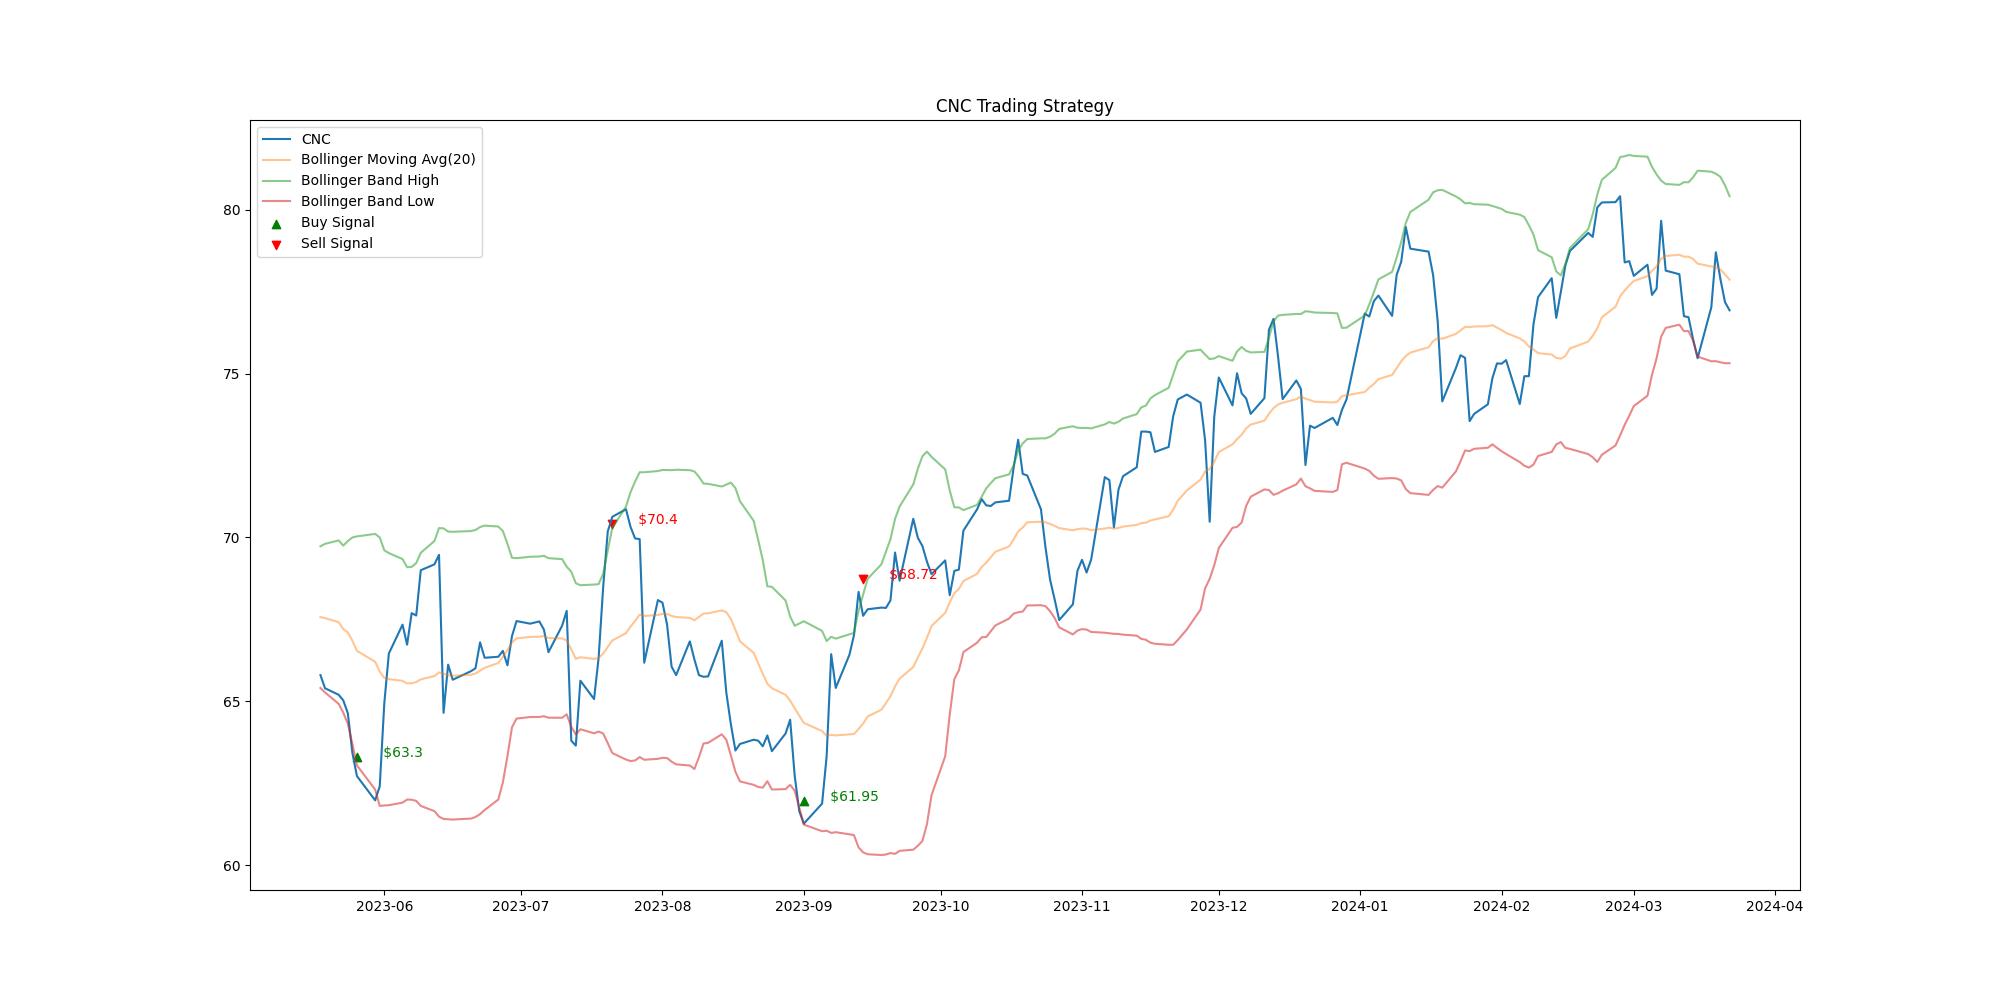 CNC Trading Strategy
CNC
Bollinger Moving Avg(20)
Bollinger Band High
Bollinger Band Low
Buy Signal
Sell Signal
80
75
70
65
60
$63.3
$70.4
$61.95
$68.72
2023-06 2023-07 2023-08 2023-09 2023-10 2023-11 2023-12 2024-01 2024-02 2024-03 2024-04